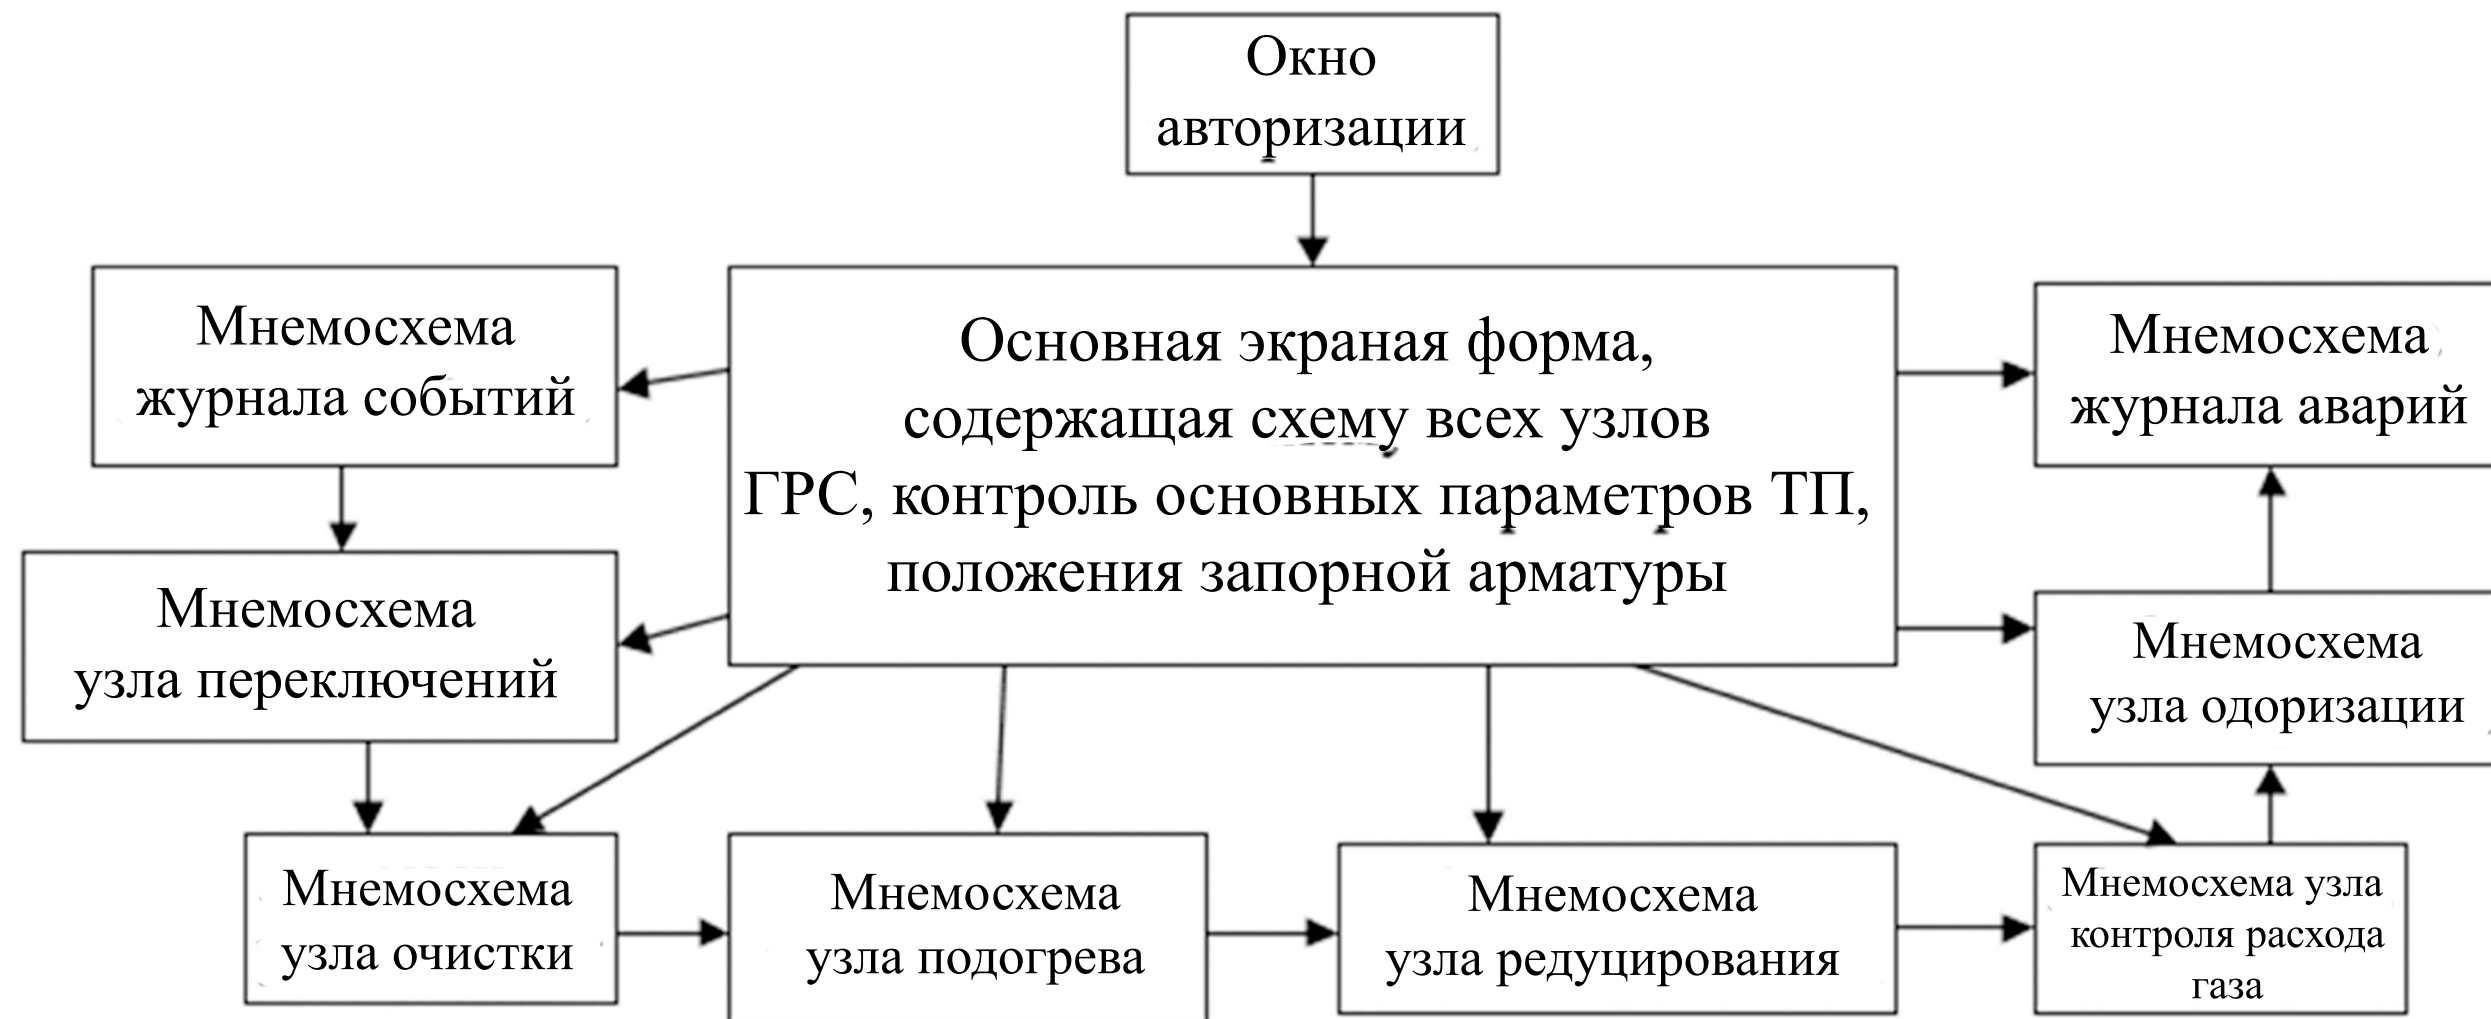 Окно
авторизации
Мнемосхема
журнала событий
Основная экраная форма,
содержащая схему всех узлов
ГРС, контроль основных параметров ТП,
положения запорной арматуры
Мнемосхема
журнала аварий
Мнемосхема
узла переключений
Мнемосхема
узла одоризации
Мнемосхема
узла очистки
Мнемосхема
узла подогрева
Мнемосхема
узла редуцирования
Мнемосхема узла
контроля расхода
газа